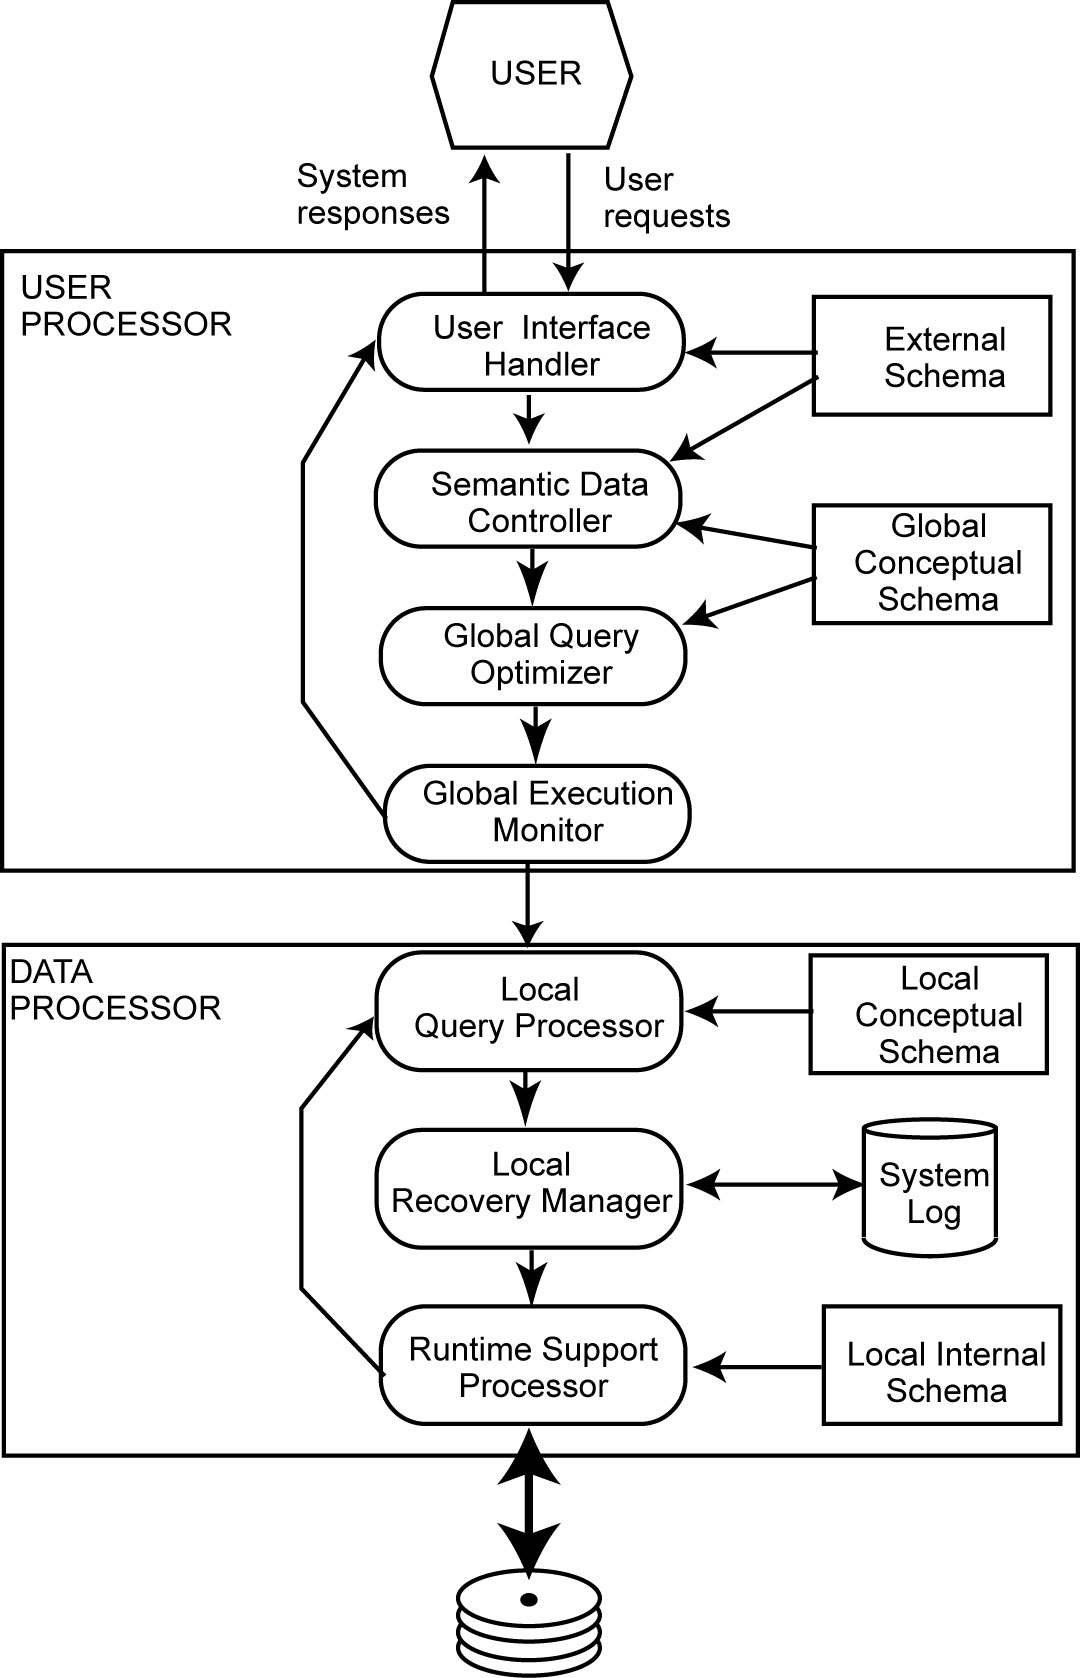 USER
System
responses
User
requests
USER
PROCESSOR
User Interface
Handler
External
Schema
Semantic Data
Controller
Global
Conceptual
Schema
Global Query
Optimizer
Global Execution
Monitor
DATA
PROCESSOR
Local
Query Processor
Local
Conceptual
Schema
Local
Recovery Manager
System
Log
Runtime Support
Processor
Local Internal
Schema